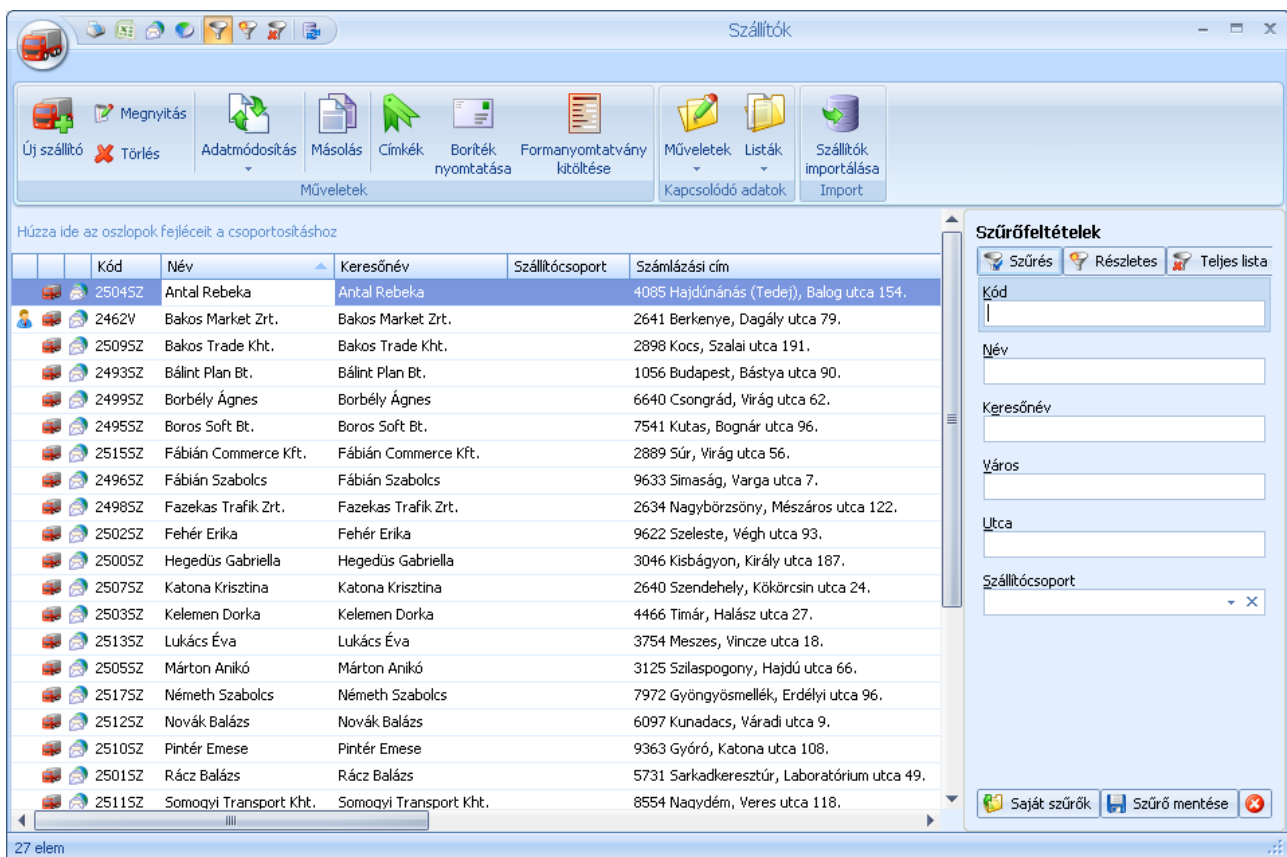 Szállítók
Új szállító
Megnyitás
Törlés
Adatmódosítás
Másolás
Címkék
Boríték
nyomtatása
Formanyomtatvány
kitöltése
Műveletek
Műveletek
Listák
Kapcsolódó adatok
Szállítók
importálása
Import
Húzza ide az oszlopok fejléceit a csoportosításhoz
Kód Név Keresőnév Szállítócsoport Számlázási cím
2504SZ Antal Rebeka Antal Rebeka 4085 Hajdúnánás (Tedej), Balog utca 154.
2462V Bakos Market Zrt. Bakos Market Zrt. 2641 Berkenye, Dagály utca 79.
2509SZ Bakos Trade Kht. Bakos Trade Kht. 2898 Kocs, Szalai utca 191.
2493SZ Bálint Plan Bt. Bálint Plan Bt. 1056 Budapest, Bástya utca 90.
2499SZ Borbély Ágnes Borbély Ágnes 6640 Csongrád, Virág utca 62.
2495SZ Boros Soft Bt. Boros Soft Bt. 7541 Kutas, Bognár utca 96.
2515SZ Fábián Commerce Kft. Fábián Commerce Kft. 2889 Súr, Virág utca 56.
2496SZ Fábián Szabolcs Fábián Szabolcs 9633 Simaság, Varga utca 7.
2498SZ Fazekas Trafik Zrt. Fazekas Trafik Zrt. 2634 Nagybörzsöny, Mészáros utca 122.
2502SZ Fehér Erika Fehér Erika 9622 Szeleste, Végh utca 93.
2500SZ Hegedüs Gabriella Hegedüs Gabriella 3046 Kisbágyon, Király utca 187.
2507SZ Katona Krisztina Katona Krisztina 2640 Szendehely, Kökörcsin utca 24.
2503SZ Kelemen Dorka Kelemen Dorka 4466 Timár, Halász utca 27.
2513SZ Lukács Éva Lukács Éva 3754 Meszes, Vincze utca 18.
2505SZ Márton Anikó Márton Anikó 3125 Szilaspogony, Hajdú utca 66.
2517SZ Németh Szabolcs Németh Szabolcs 7972 Gyöngyösmellék, Erdélyi utca 96.
2512SZ Novák Balázs Novák Balázs 6097 Kunadacs, Váradi utca 9.
2510SZ Pintér Emese Pintér Emese 9363 Gyóró, Katona utca 108.
2501SZ Rácz Balázs Rácz Balázs 5731 Sarkadkeresztúr, Laboratórium utca 49.
2511SZ Somogyi Transport Kht. Somogyi Transport Kht. 8554 Nagydém, Veres utca 118.
27 elem
Szűrőfeltételek
Szűrés Részletes Teljes lista
Kód
Név
Keresőnév
Város
Utca
Szállítócsoport
Saját szűrők Szűrő mentése